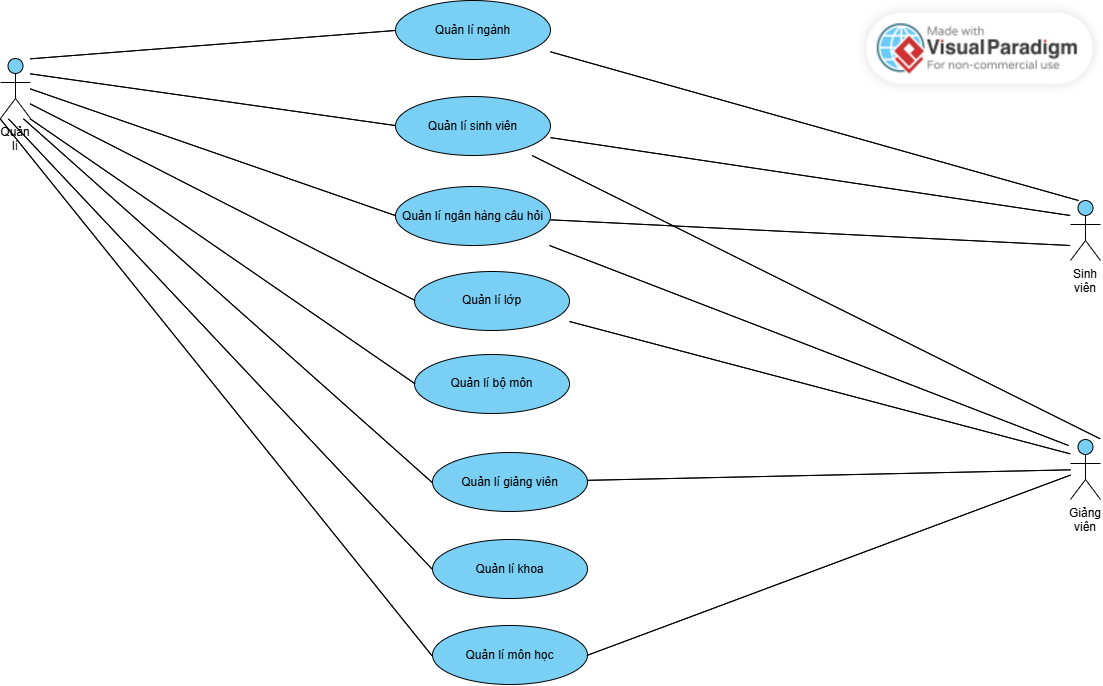 Quản lí ngành
Made with
Visual Paradigm
For non-commercial use
Quản
lí
Quản lí sinh viên
Quản lí ngân hàng câu hỏi
Sinh
viên
Quản lí lớp
Quản lí bộ môn
Quản lí giảng viên
Giảng
viên
Quản lí khoa
Quản lí môn học